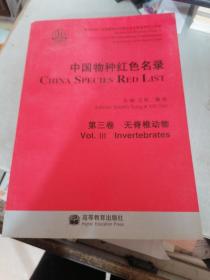 中国物种红色名录
CHINA SPECIES RED LIST
第三卷 无脊椎动物
Vol. III Invertebrates
高等教育出版社
Higher Education Press